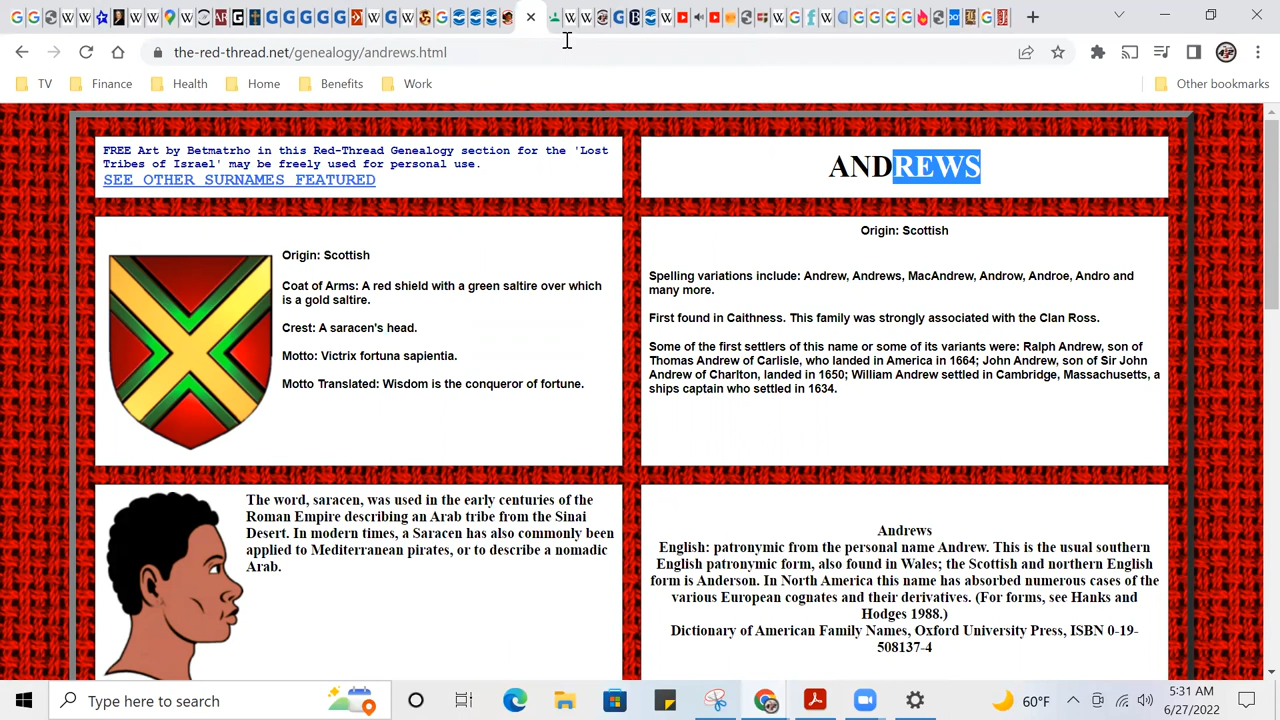 the-red-thread.net/genealogy/andrews.html
TV
Finance
Health
Home
Benefits
Work
Other bookmarks
FREE Art by Betmatrho in this Red-Thread Genealogy section for the 'Lost
Tribes of Israel' may be freely used for personal use.
SEE OTHER SURNAMES FEATURED
ANDREWS
Origin: Scottish
Coat of Arms: A red shield with a green saltire over which
is a gold saltire.
Crest: A saracen's head.
Motto: Victrix fortuna sapientia.
Motto Translated: Wisdom is the conqueror of fortune.
Origin: Scottish
Spelling variations include: Andrew, Andrews, MacAndrew, Androw, Androe, Andro and
many more.
First found in Caithness. This family was strongly associated with the Clan Ross.
Some of the first settlers of this name or some of its variants were: Ralph Andrew, son of
Thomas Andrew of Carlisle, who landed in America in 1664; John Andrew, son of Sir John
Andrew of Charlton, landed in 1650; William Andrew settled in Cambridge, Massachusetts, a
ships captain who settled in 1634.
The word, saracen, was used in the early centuries of the
Roman Empire describing an Arab tribe from the Sinai
Desert. In modern times, a Saracen has also commonly been
applied to Mediterranean pirates, or to describe a nomadic
Arab.
Andrews
English: patronymic from the personal name Andrew. This is the usual southern
English patronymic form, also found in Wales; the Scottish and northern English
form is Anderson. In North America this name has absorbed numerous cases of the
various European cognates and their derivatives. (For forms, see Hanks and
Hodges 1988.)
Dictionary of American Family Names, Oxford University Press, ISBN 0-19-
508137-4
Type here to search
60°F
5:31 AM
6/27/2022